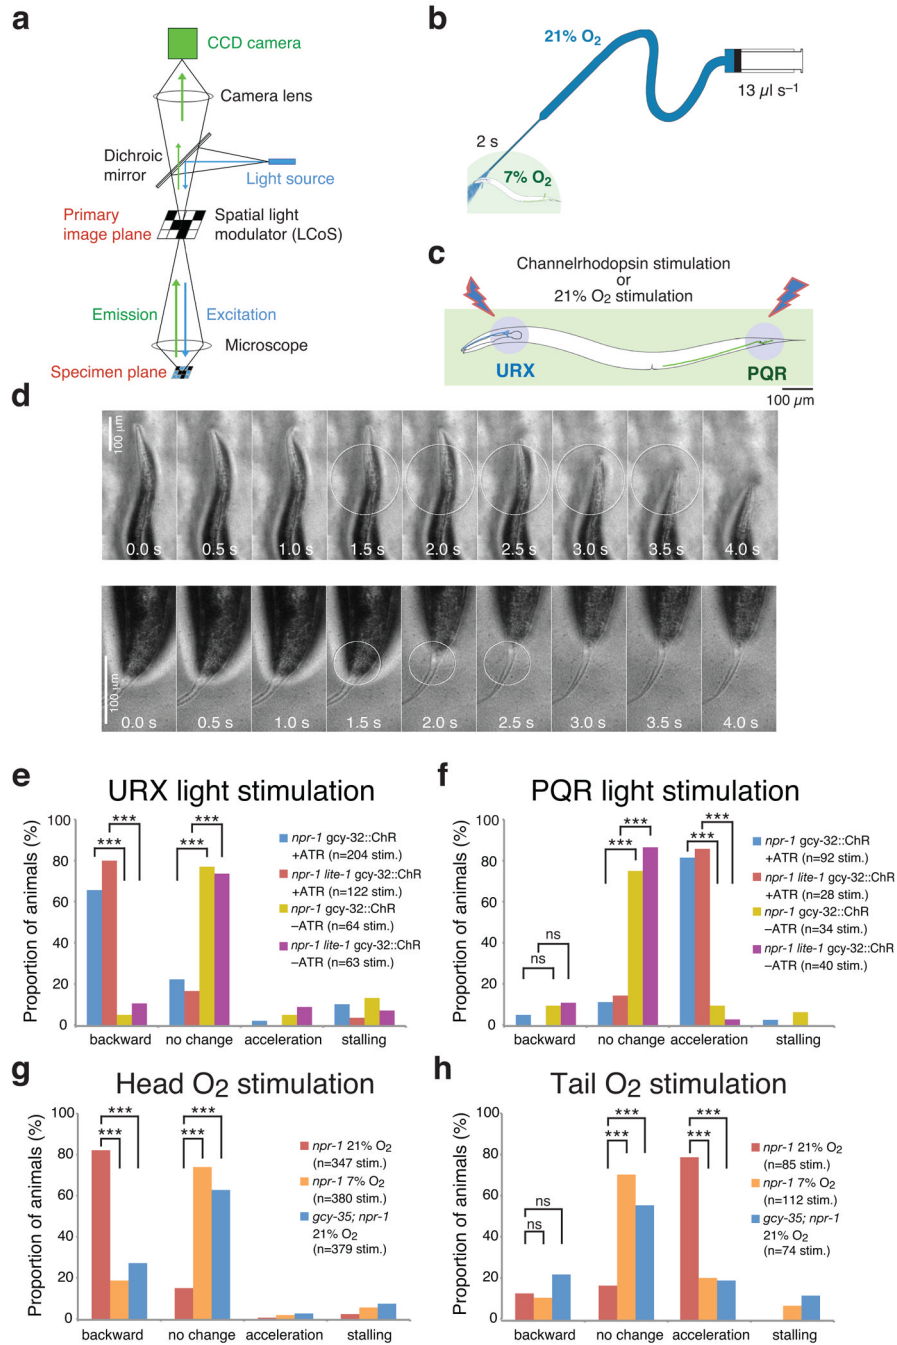 a
CCD camera
Camera lens
Dichroic
mirror
Light source
Primary
image plane
Spatial light
modulator (LCoS)
Emission
Excitation
Microscope
Specimen plane
b
21% O2
13 µl s–1
2 s
7% O2
c
Channelrhodopsin stimulation
or
21% O2 stimulation
URX
PQR
100 µm
d
100 µm
0.0 s 0.5 s 1.0 s 1.5 s 2.0 s 2.5 s 3.0 s 3.5 s 4.0 s
100 µm
0.0 s 0.5 s 1.0 s 1.5 s 2.0 s 2.5 s 3.0 s 3.5 s 4.0 s
e
URX light stimulation
Proportion of animals (%)
100
80
60
40
20
0
***
***
***
***
npr-1 gcy-32::ChR
+ATR (n=204 stim.)
npr-1 lite-1 gcy-32::ChR
+ATR (n=122 stim.)
npr-1 gcy-32::ChR
–ATR (n=64 stim.)
npr-1 lite-1 gcy-32::ChR
–ATR (n=63 stim.)
backward no change acceleration stalling
f
PQR light stimulation
Proportion of animals (%)
100
80
60
40
20
0
ns
ns
***
***
***
***
npr-1 gcy-32::ChR
+ATR (n=92 stim.)
npr-1 lite-1 gcy-32::ChR
+ATR (n=28 stim.)
npr-1 gcy-32::ChR
–ATR (n=34 stim.)
npr-1 lite-1 gcy-32::ChR
–ATR (n=40 stim.)
backward no change acceleration stalling
g
Head O2 stimulation
Proportion of animals (%)
100
80
60
40
20
0
***
***
***
***
npr-1 21% O2
(n=347 stim.)
npr-1 7% O2
(n=380 stim.)
gcy-35; npr-1
21% O2
(n=379 stim.)
backward no change acceleration stalling
h
Tail O2 stimulation
Proportion of animals (%)
100
80
60
40
20
0
ns
ns
***
***
***
***
npr-1 21% O2
(n=85 stim.)
npr-1 7% O2
(n=112 stim.)
gcy-35; npr-1
21% O2
(n=74 stim.)
backward no change acceleration stalling